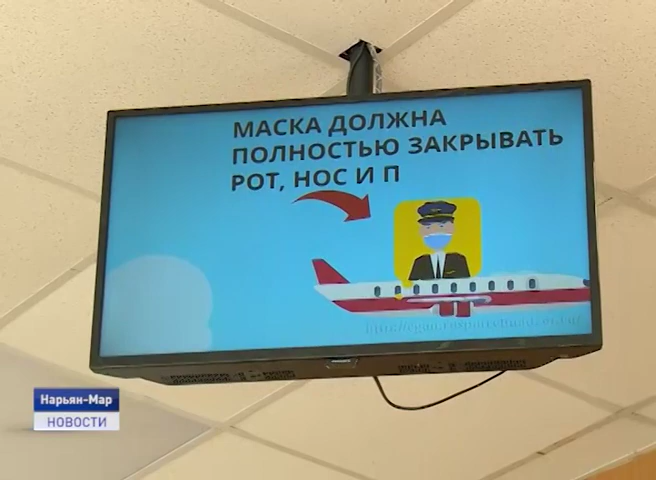 МАСКА ДОЛЖНА
ПОЛНОСТЬЮ ЗАКРЫВАТЬ
РОТ, НОС И П
Нарьян-Мар
НОВОСТИ